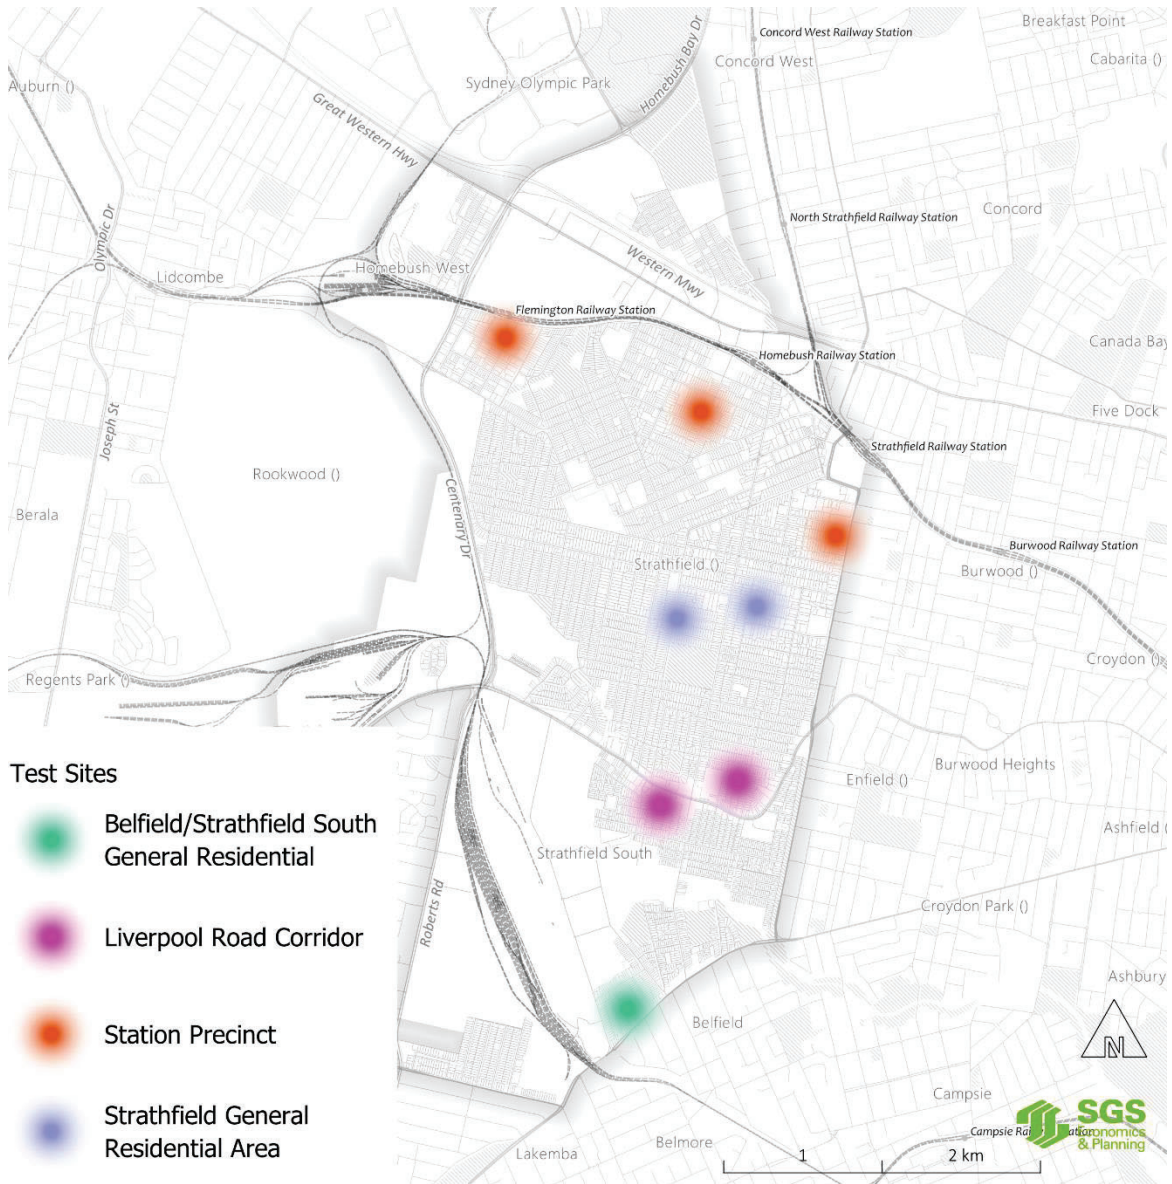 Breakfast Point
Concord West Railway Station
Concord West
Cabarita ()
Auburn ()
Sydney Olympic Park
Homebush Bay Dr
Great Western Hwy
Olympic Dr
North Strathfield Railway Station
Concord
Lidcombe
Homebush West
Western Mwy
Flemington Railway Station
Homebush Railway Station
Canada Bay
Five Dock
Joseph St
Strathfield Railway Station
Rookwood ()
Centenary Dr
Berala
Burwood Railway Station
Strathfield ()
Burwood ()
Croydon ()
Regents Park ()
Burwood Heights
Enfield ()
Ashfield (
Strathfield South
Roberts Rd
Croydon Park ()
Ashbury
Belfield
N
Campsie
Campsie Railway Station
Belmore
Lakemba
1
2 km
Test Sites
Belfield/Strathfield South
General Residential
Liverpool Road Corridor
Station Precinct
Strathfield General
Residential Area
SGS
Economics
& Planning